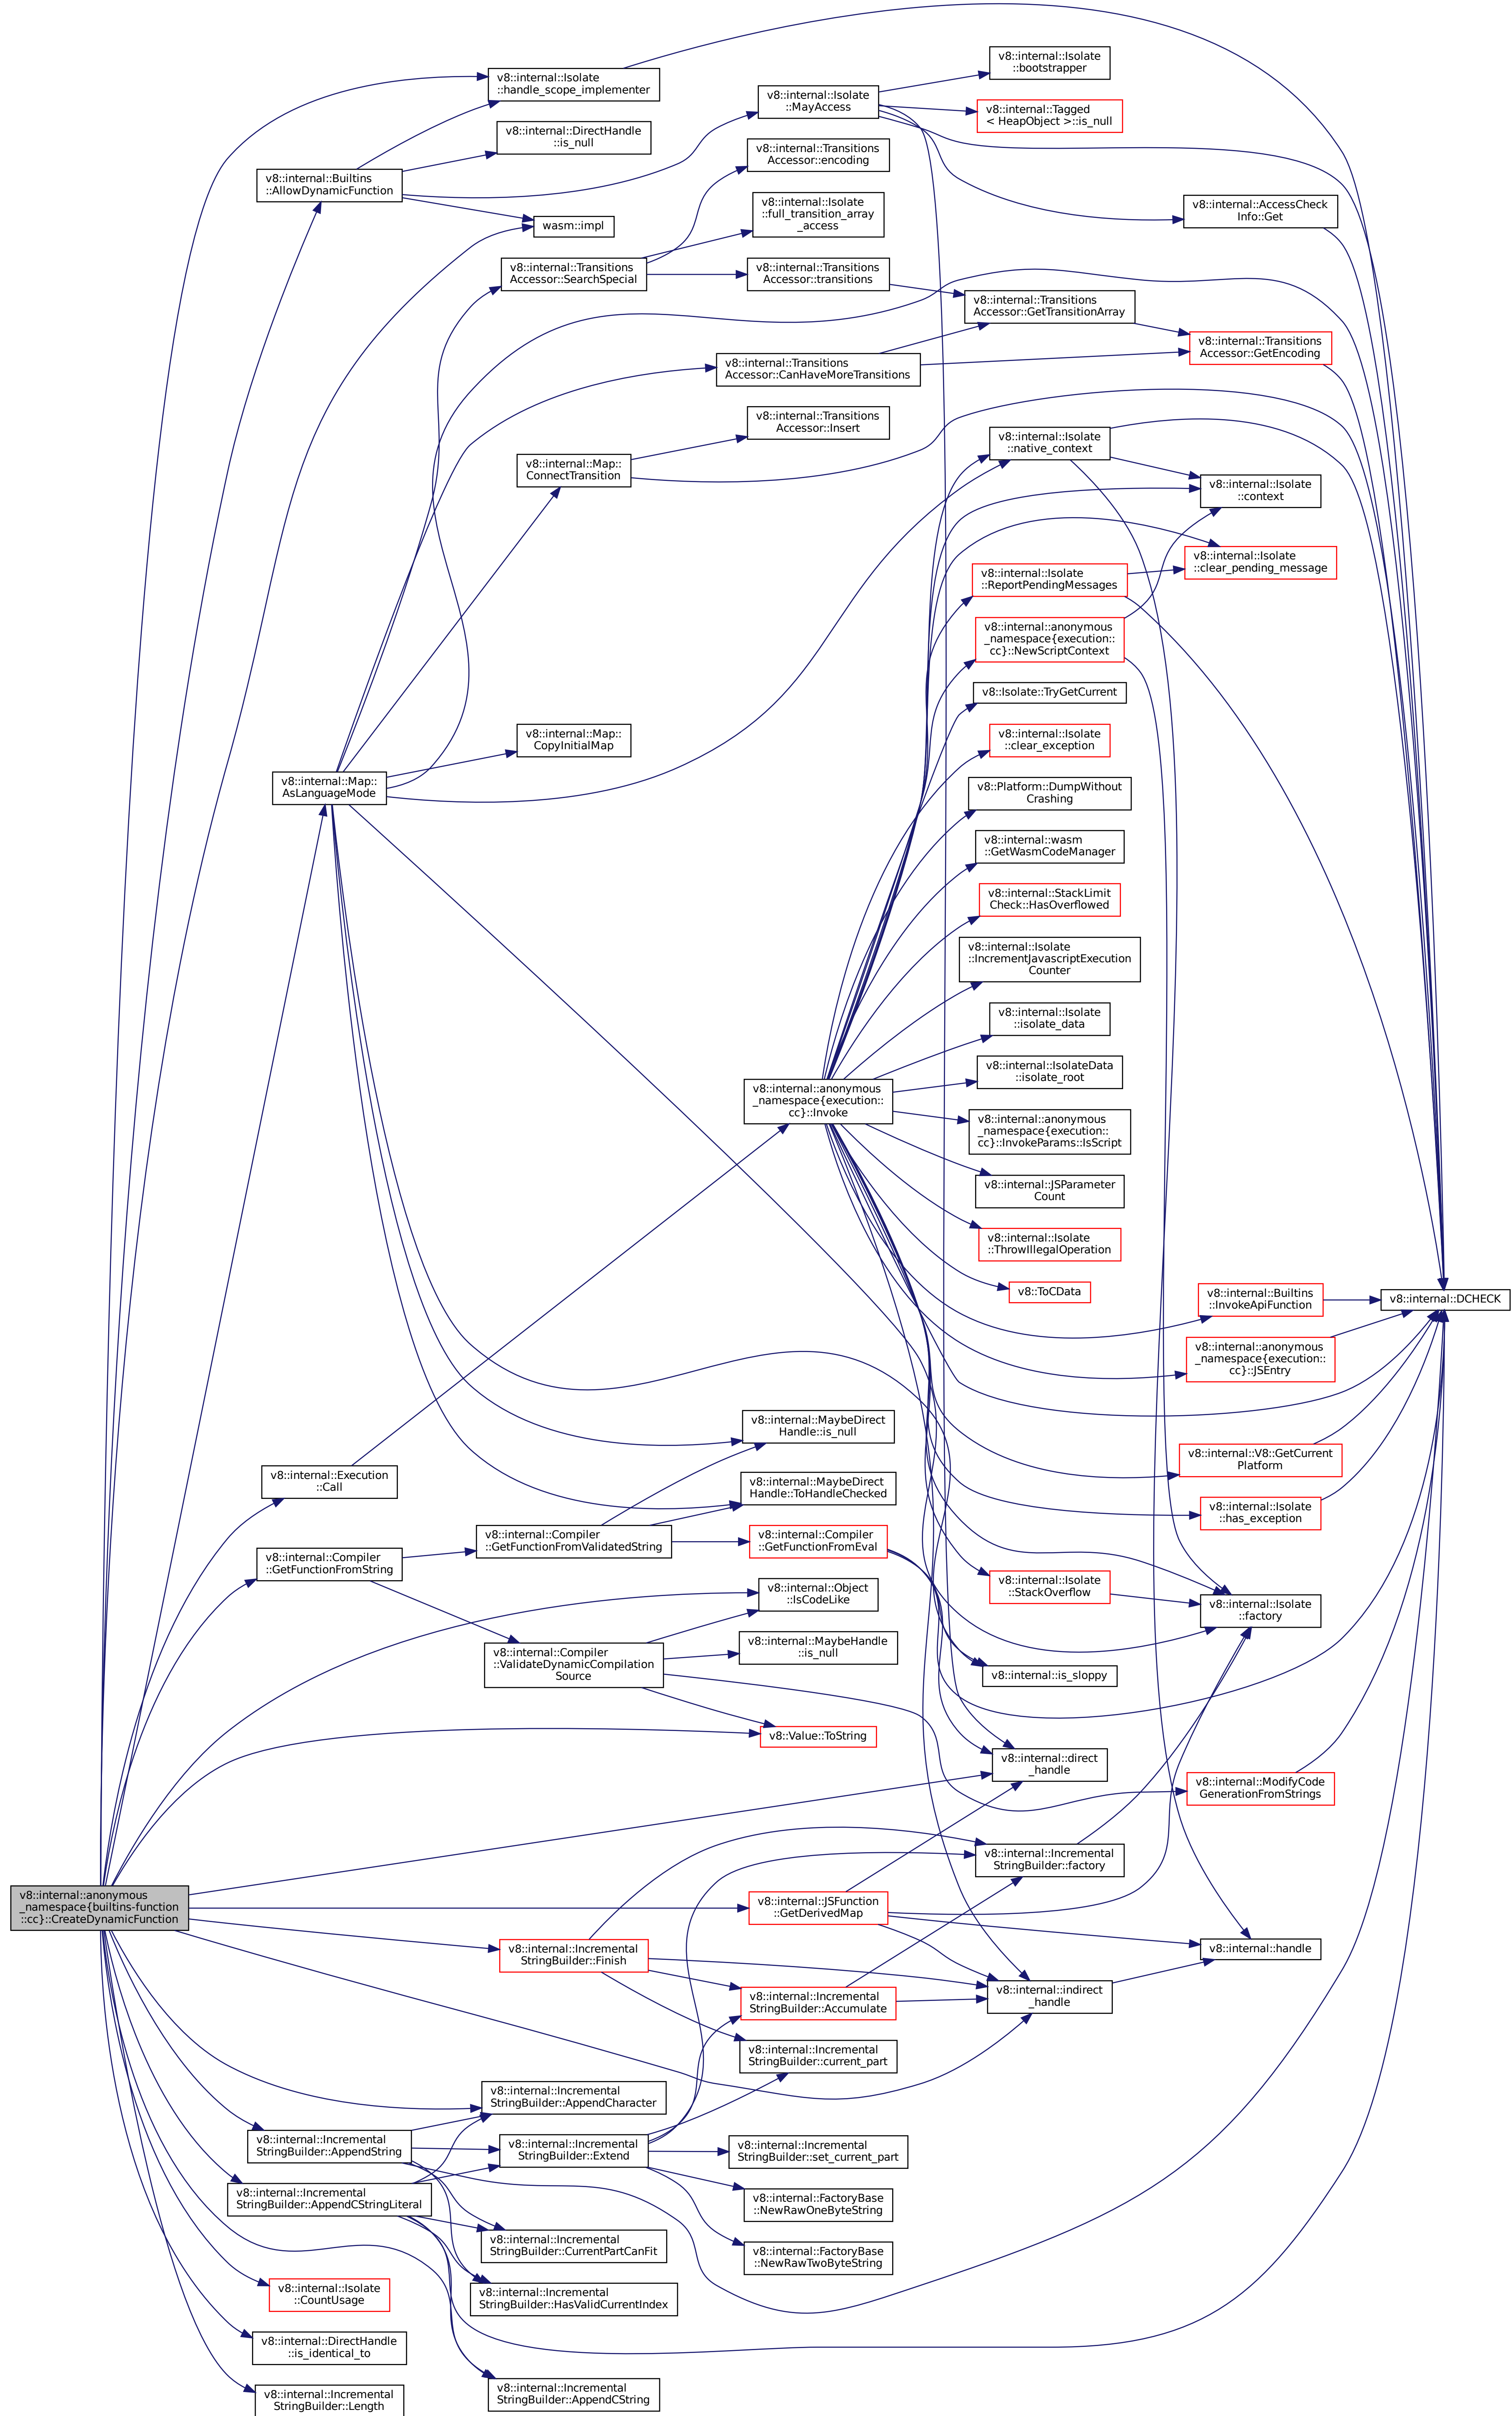 v8::internal::Isolate
::bootstrapper
v8::internal::Isolate
::handle_scope_implementer
v8::internal::Isolate
::MayAccess
v8::internal::Tagged
< HeapObject >::is_null
v8::internal::DirectHandle
::is_null
v8::internal::Transitions
Accessor::encoding
v8::internal::Builtins
::AllowDynamicFunction
v8::internal::Isolate
::full_transition_array
_access
v8::internal::AccessCheck
Info::Get
wasm::impl
v8::internal::Transitions
Accessor::SearchSpecial
v8::internal::Transitions
Accessor::transitions
v8::internal::Transitions
Accessor::GetTransitionArray
v8::internal::Transitions
Accessor::GetEncoding
v8::internal::Transitions
Accessor::CanHaveMoreTransitions
v8::internal::Transitions
Accessor::Insert
v8::internal::Isolate
::native_context
v8::internal::Map::
ConnectTransition
v8::internal::Isolate
::context
v8::internal::Isolate
::clear_pending_message
v8::internal::Isolate
::ReportPendingMessages
v8::internal::anonymous
_namespace{execution::
cc}::NewScriptContext
v8::Isolate::TryGetCurrent
v8::internal::Map::
CopyInitialMap
v8::internal::Isolate
::clear_exception
v8::internal::Map::
AsLanguageMode
v8::Platform::DumpWithout
Crashing
v8::internal::wasm
::GetWasmCodeManager
v8::internal::StackLimit
Check::HasOverflowed
v8::internal::Isolate
::IncrementJavascriptExecution
Counter
v8::internal::Isolate
::isolate_data
v8::internal::IsolateData
::isolate_root
v8::internal::anonymous
_namespace{execution::
cc}::Invoke
v8::internal::anonymous
_namespace{execution::
cc}::InvokeParams::IsScript
v8::internal::JSParameter
Count
v8::internal::Isolate
::ThrowIllegalOperation
v8::ToCData
v8::internal::Builtins
::InvokeApiFunction
v8::internal::DCHECK
v8::internal::anonymous
_namespace{execution::
cc}::JSEntry
v8::internal::MaybeDirect
Handle::is_null
v8::internal::V8::GetCurrent
Platform
v8::internal::Execution
::Call
v8::internal::MaybeDirect
Handle::ToHandleChecked
v8::internal::Isolate
::has_exception
v8::internal::Compiler
::GetFunctionFromValidatedString
v8::internal::Compiler
::GetFunctionFromEval
v8::internal::Compiler
::GetFunctionFromString
v8::internal::Isolate
::StackOverflow
v8::internal::Object
::IsCodeLike
v8::internal::Isolate
::factory
v8::internal::MaybeHandle
::is_null
v8::internal::Compiler
::ValidateDynamicCompilation
Source
v8::internal::is_sloppy
v8::Value::ToString
v8::internal::direct
_handle
v8::internal::ModifyCode
GenerationFromStrings
v8::internal::Incremental
StringBuilder::factory
v8::internal::anonymous
_namespace{builtins-function
::cc}::CreateDynamicFunction
v8::internal::JSFunction
::GetDerivedMap
v8::internal::Incremental
StringBuilder::Finish
v8::internal::handle
v8::internal::Incremental
StringBuilder::Accumulate
v8::internal::indirect
_handle
v8::internal::Incremental
StringBuilder::current_part
v8::internal::Incremental
StringBuilder::AppendCharacter
v8::internal::Incremental
StringBuilder::AppendString
v8::internal::Incremental
StringBuilder::Extend
v8::internal::Incremental
StringBuilder::set_current_part
v8::internal::Incremental
StringBuilder::AppendCStringLiteral
v8::internal::FactoryBase
::NewRawOneByteString
v8::internal::Incremental
StringBuilder::CurrentPartCanFit
v8::internal::FactoryBase
::NewRawTwoByteString
v8::internal::Isolate
::CountUsage
v8::internal::Incremental
StringBuilder::HasValidCurrentIndex
v8::internal::DirectHandle
::is_identical_to
v8::internal::Incremental
StringBuilder::AppendCString
v8::internal::Incremental
StringBuilder::Length